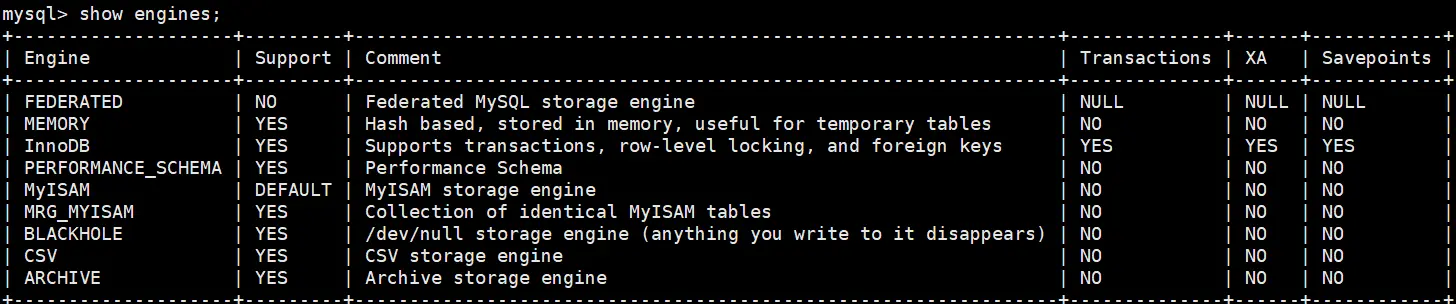 mysql> show engines;
+--------------------+---------+----------------------------------------------------------------+--------------+------+------------+
| Engine             | Support | Comment                                                        | Transactions | XA   | Savepoints |
+--------------------+---------+----------------------------------------------------------------+--------------+------+------------+
| FEDERATED          | NO      | Federated MySQL storage engine                                 | NULL         | NULL | NULL       |
| MEMORY             | YES     | Hash based, stored in memory, useful for temporary tables      | NO           | NO   | NO         |
| InnoDB             | YES     | Supports transactions, row-level locking, and foreign keys     | YES          | YES  | YES        |
| PERFORMANCE_SCHEMA | YES     | Performance Schema                                             | NO           | NO   | NO         |
| MyISAM             | DEFAULT | MyISAM storage engine                                          | NO           | NO   | NO         |
| MRG_MYISAM         | YES     | Collection of identical MyISAM tables                          | NO           | NO   | NO         |
| BLACKHOLE          | YES     | /dev/null storage engine (anything you write to it disappears) | NO           | NO   | NO         |
| CSV                | YES     | CSV storage engine                                             | NO           | NO   | NO         |
| ARCHIVE            | YES     | Archive storage engine                                         | NO           | NO   | NO         |
+--------------------+---------+----------------------------------------------------------------+--------------+------+------------+